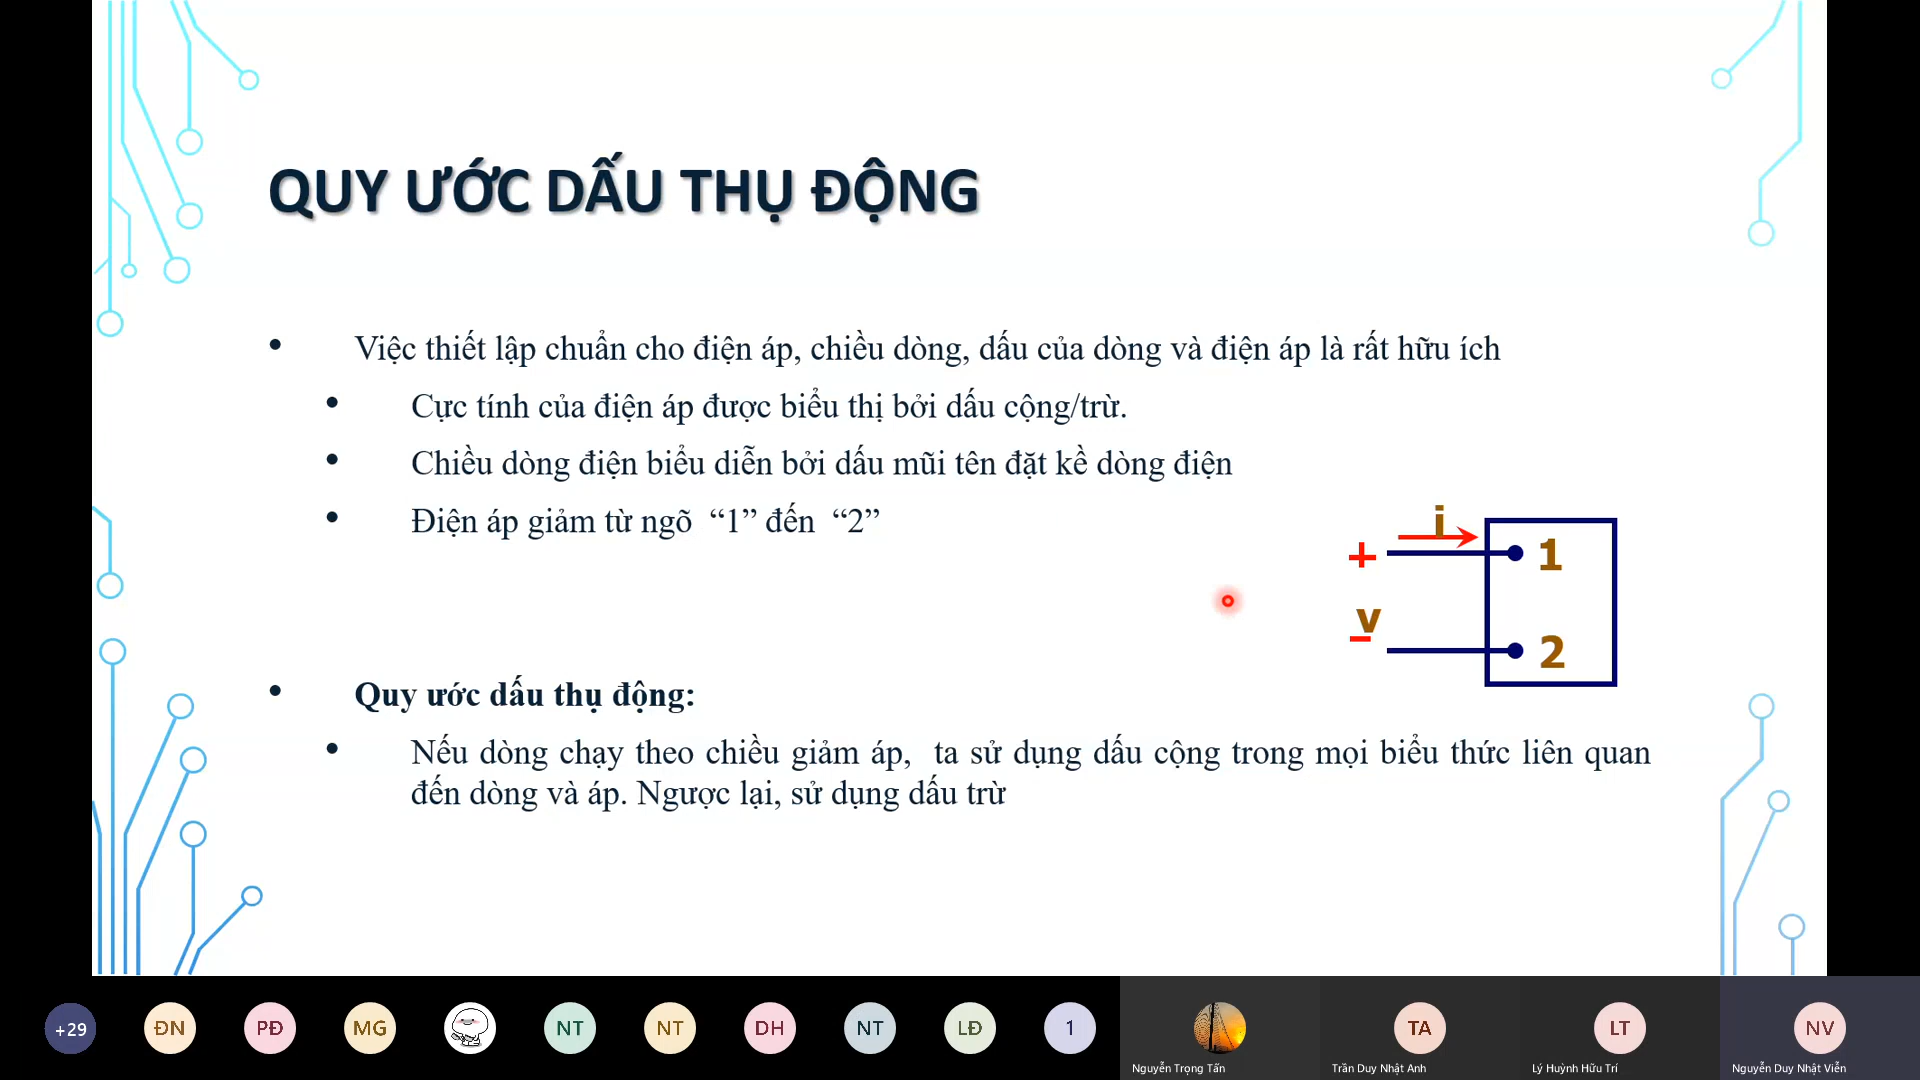 QUY ƯỚC DẤU THỤ ĐỘNG
• Việc thiết lập chuẩn cho điện áp, chiều dòng, dấu của dòng và điện áp là rất hữu ích
• Cực tính của điện áp được biểu thị bởi dấu cộng/trừ.
• Chiều dòng điện biểu diễn bởi dấu mũi tên đặt kề dòng điện
• Điện áp giảm từ ngõ “1” đến “2”
i
+
1
v
–
2
• Quy ước dấu thụ động:
• Nếu dòng chạy theo chiều giảm áp, ta sử dụng dấu cộng trong mọi biểu thức liên quan
đến dòng và áp. Ngược lại, sử dụng dấu trừ
+29 ĐN PĐ MG NT NT DH NT LĐ 1 TA LT NV
Nguyễn Trọng Tấn Trần Duy Nhật Anh Lý Huỳnh Hữu Trí Nguyễn Duy Nhật Viễn